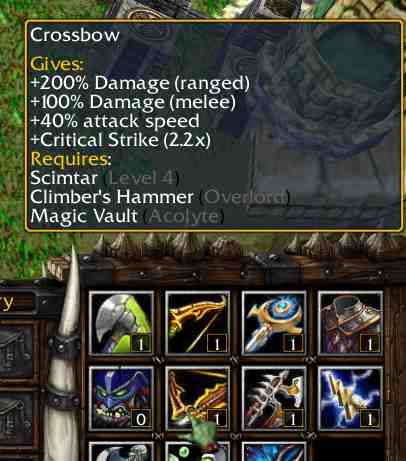 Crossbow
Gives:
+200% Damage (ranged)
+100% Damage (melee)
+40% attack speed
+Critical Strike (2.2x)
Requires:
Scimtar (Level 4)
Climber's Hammer (Overlord)
Magic Vault (Acolyte)
ry
1 1 1 1
0 1 1 1